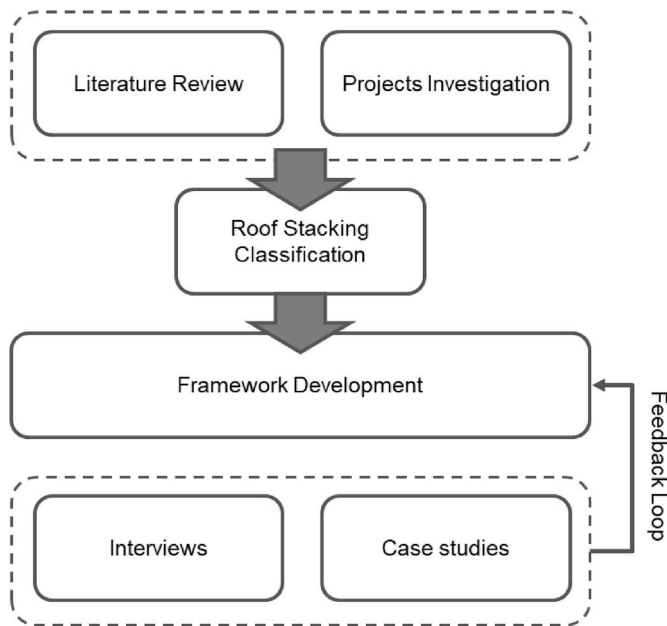 Literature Review
Projects Investigation
Roof Stacking
Classification
Framework Development
Feedback Loop
Interviews
Case studies